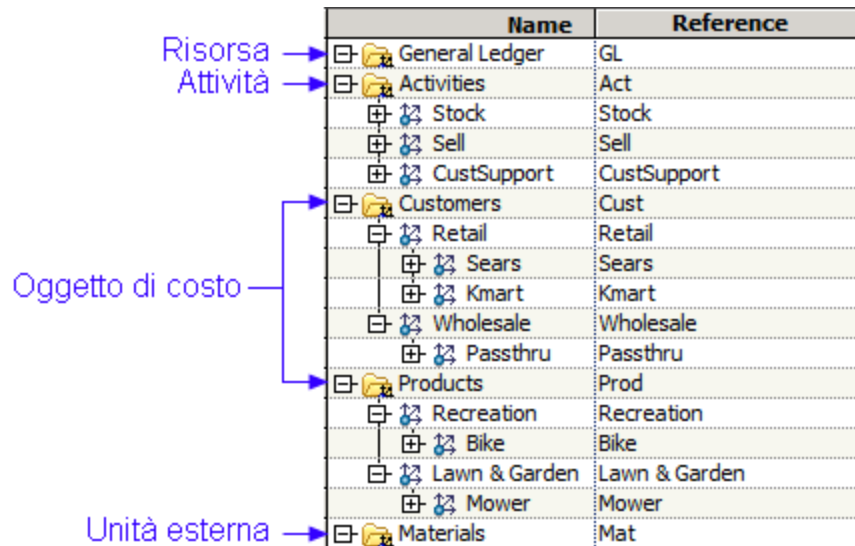 Name Reference
Risorsa General Ledger GL
Attività Activities Act
Stock Stock
Sell Sell
CustSupport CustSupport
Customers Cust
Retail Retail
Sears Sears
Oggetto di costo Kmart Kmart
Wholesale Wholesale
Passthru Passthru
Products Prod
Recreation Recreation
Bike Bike
Lawn & Garden Lawn & Garden
Mower Mower
Unità esterna Materials Mat